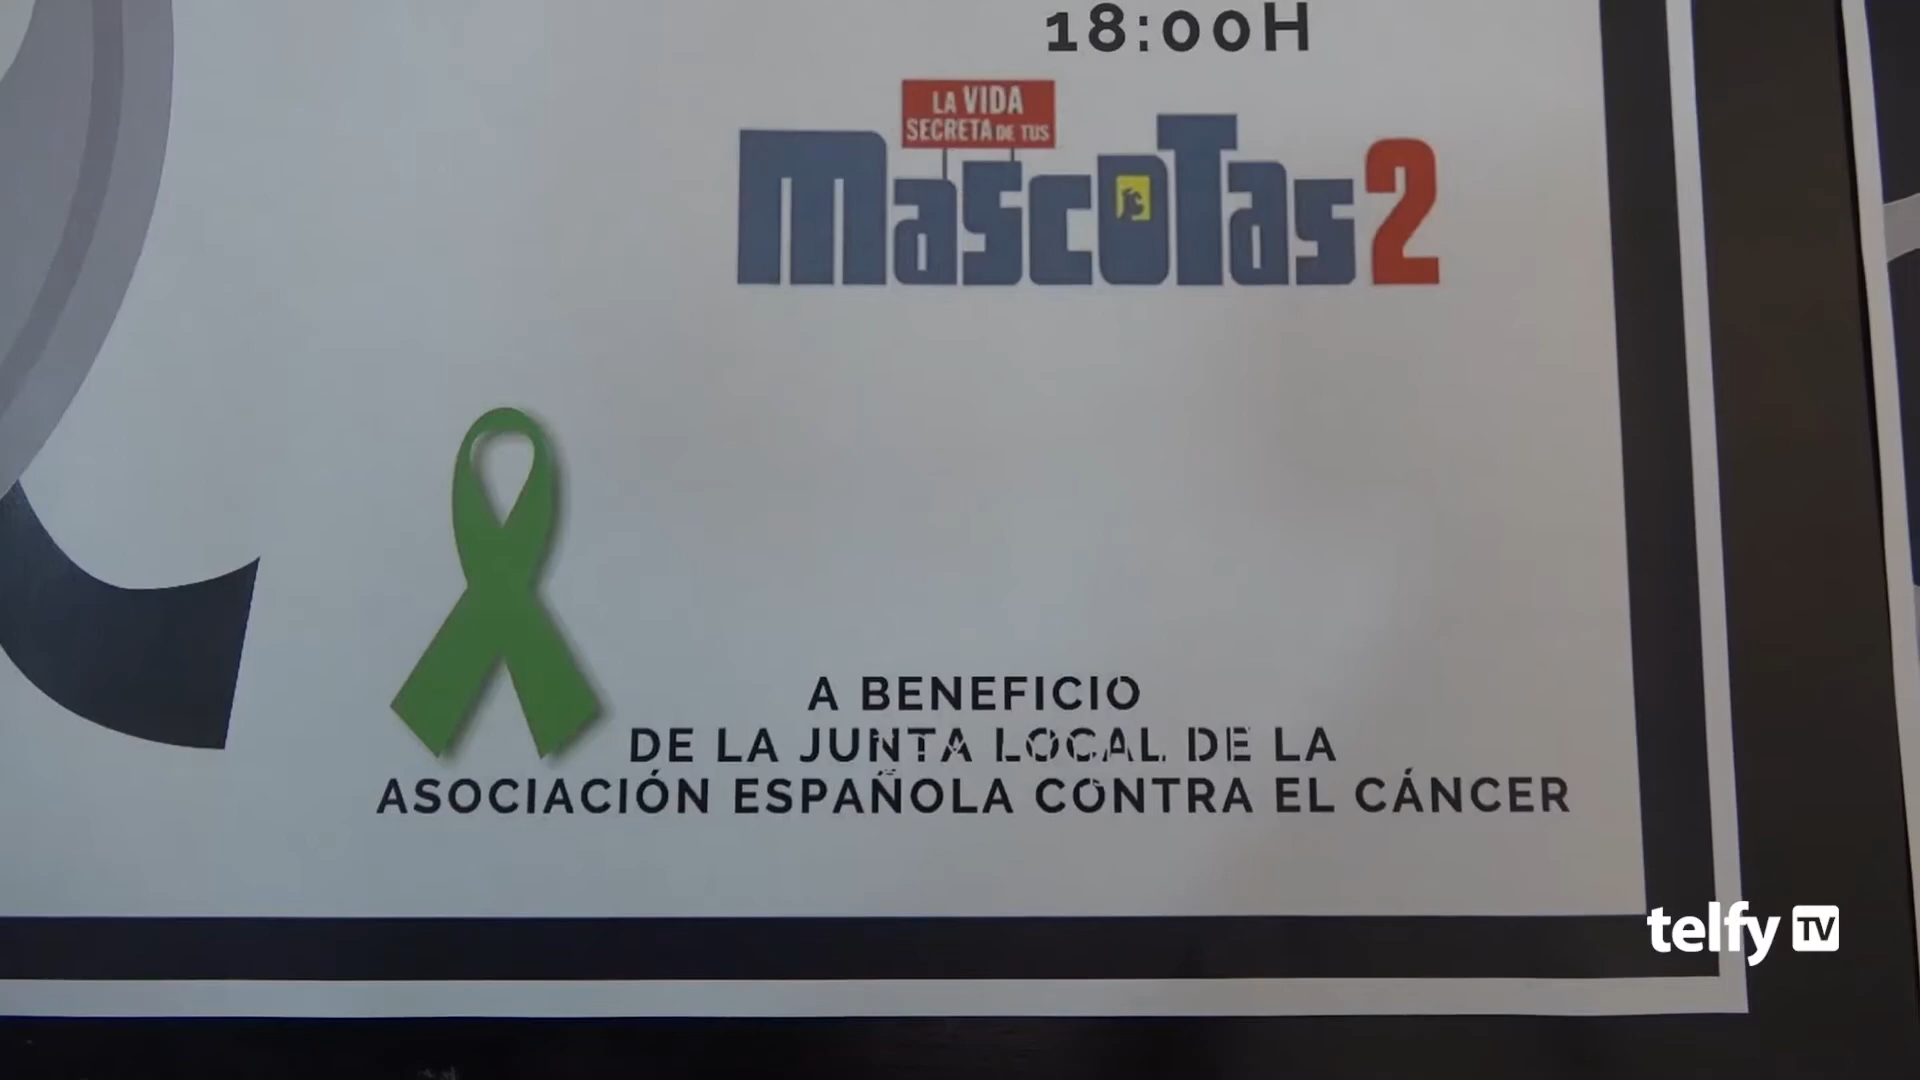 18:00H
LA VIDA
SECRETA DE TUS
MASCOTAS 2
A BENEFICIO
DE LA JUNTA LOCAL DE LA
ASOCIACIÓN ESPAÑOLA CONTRA EL CÁNCER
telfy TV